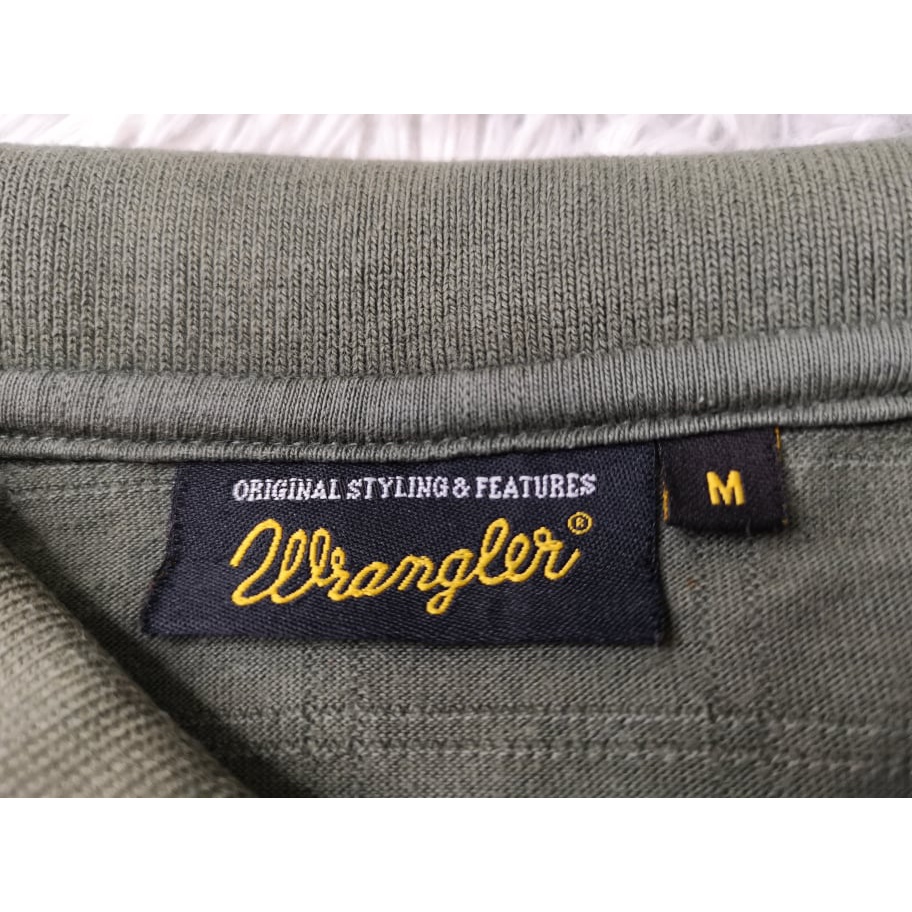 ORIGINAL STYLING & FEATURES
Wrangler®
M